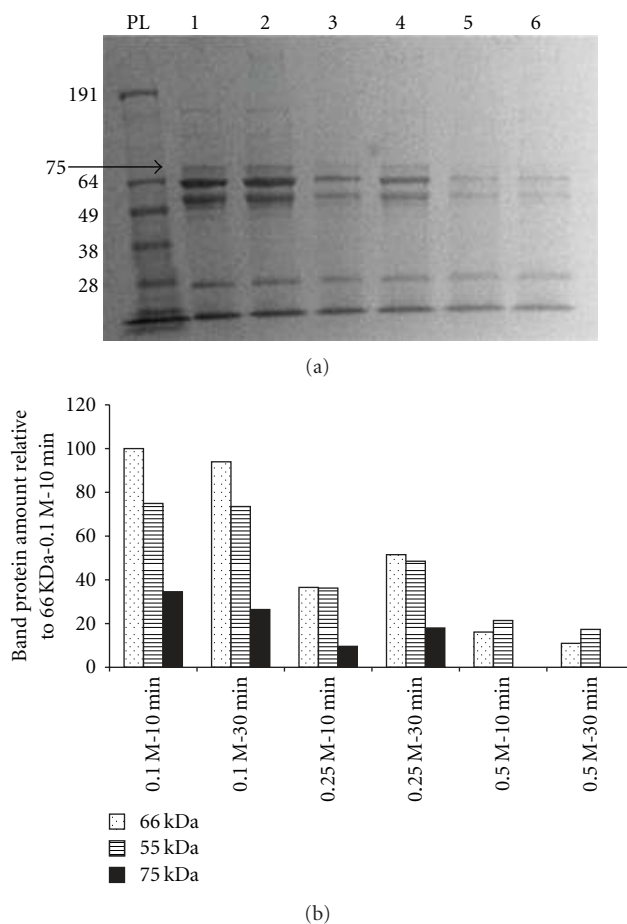 PL 1 2 3 4 5 6
191
75
64
49
38
28
(a)
120
100
80
60
40
20
0
Band protein amount relative
to 66 KDa-0.1 M-10 min
0.1 M-10 min
0.1 M-30 min
0.25 M-10 min
0.25 M-30 min
0.5 M-10 min
0.5 M-30 min
66 kDa
55 kDa
75 kDa
(b)